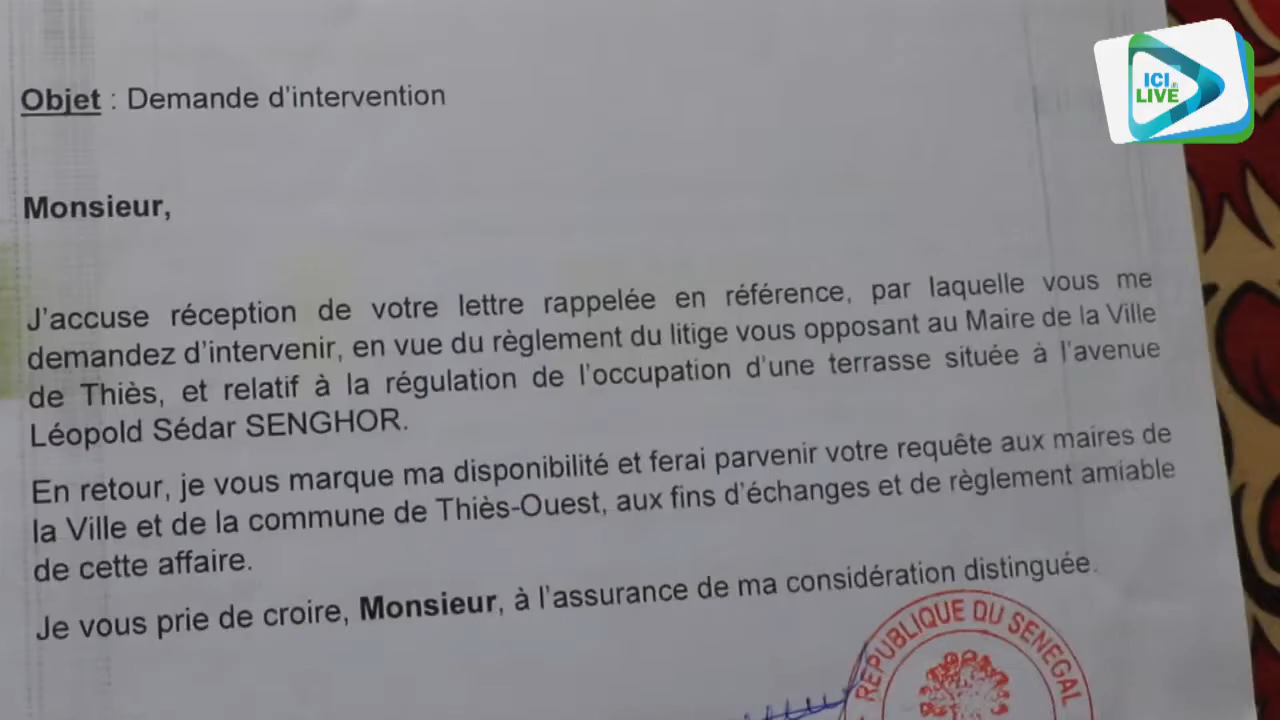 ICI
LIVE
Objet : Demande d'intervention
Monsieur,
J'accuse réception de votre lettre rappelée en référence, par laquelle vous me
demandez d'intervenir, en vue du règlement du litige vous opposant au Maire de la Ville
de Thiès, et relatif à la régulation de l'occupation d'une terrasse située à l'avenue
Léopold Sédar SENGHOR.
En retour, je vous marque ma disponibilité et ferai parvenir votre requête aux maires de
la Ville et de la commune de Thiès-Ouest, aux fins d'échanges et de règlement amiable
de cette affaire.
Je vous prie de croire, Monsieur, à l'assurance de ma considération distinguée.
REPUBLIQUE DU SENEGAL